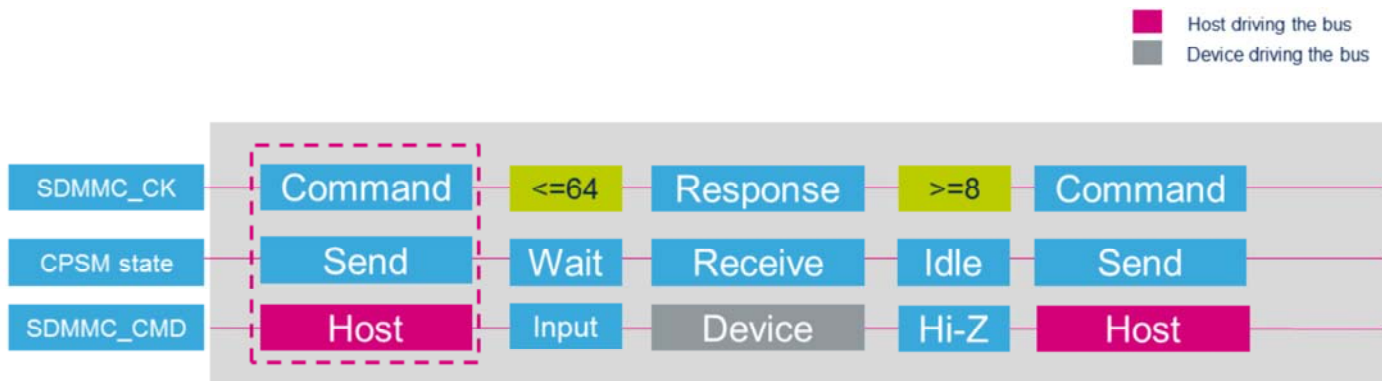 Host driving the bus
Device driving the bus
SDMMC_CK Command <=64 Response >=8 Command
CPSM state Send Wait Receive Idle Send
SDMMC_CMD Host Input Device Hi-Z Host